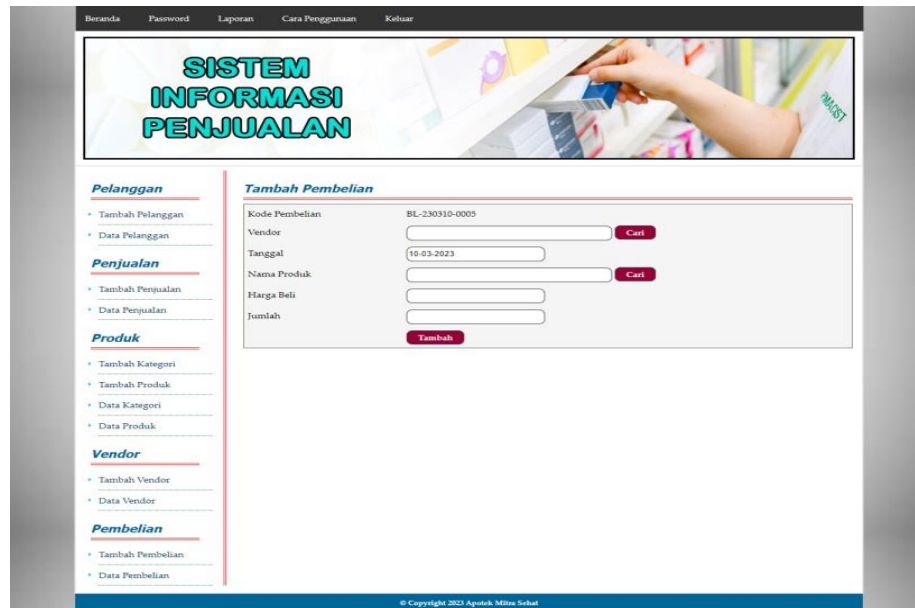 Beranda Password Laporan Cara Penggunaan Keluar
SISTEM
INFORMASI
PENJUALAN
Pelanggan
Tambah Pelanggan
Data Pelanggan
Penjualan
Tambah Penjualan
Data Penjualan
Produk
Tambah Kategori
Tambah Produk
Data Kategori
Data Produk
Vendor
Tambah Vendor
Data Vendor
Pembelian
Tambah Pembelian
Data Pembelian
Tambah Pembelian
Kode Pembelian BL-230310-0005
Vendor Cari
Tanggal 10-03-2023
Nama Produk Cari
Harga Beli
Jumlah
Tambah
© Copyright 2023 Apotek Mitra Sehat